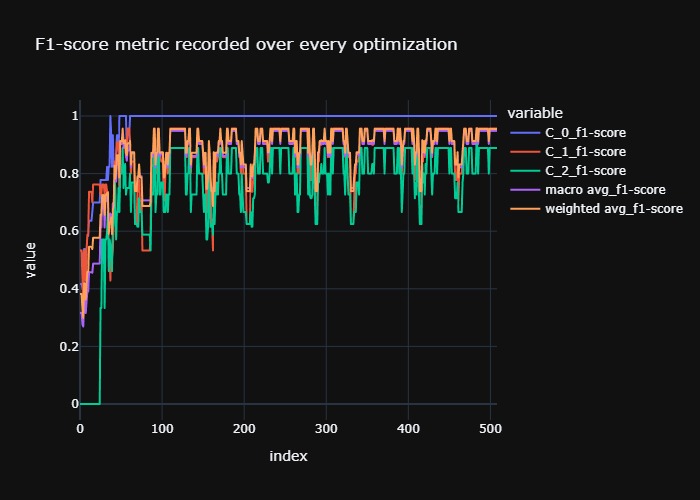 F1-score metric recorded over every optimization
variable
C_0_f1-score
C_1_f1-score
C_2_f1-score
macro avg_f1-score
weighted avg_f1-score
1
0.8
0.6
0.4
0.2
0
value
0
100
200
300
400
500
index